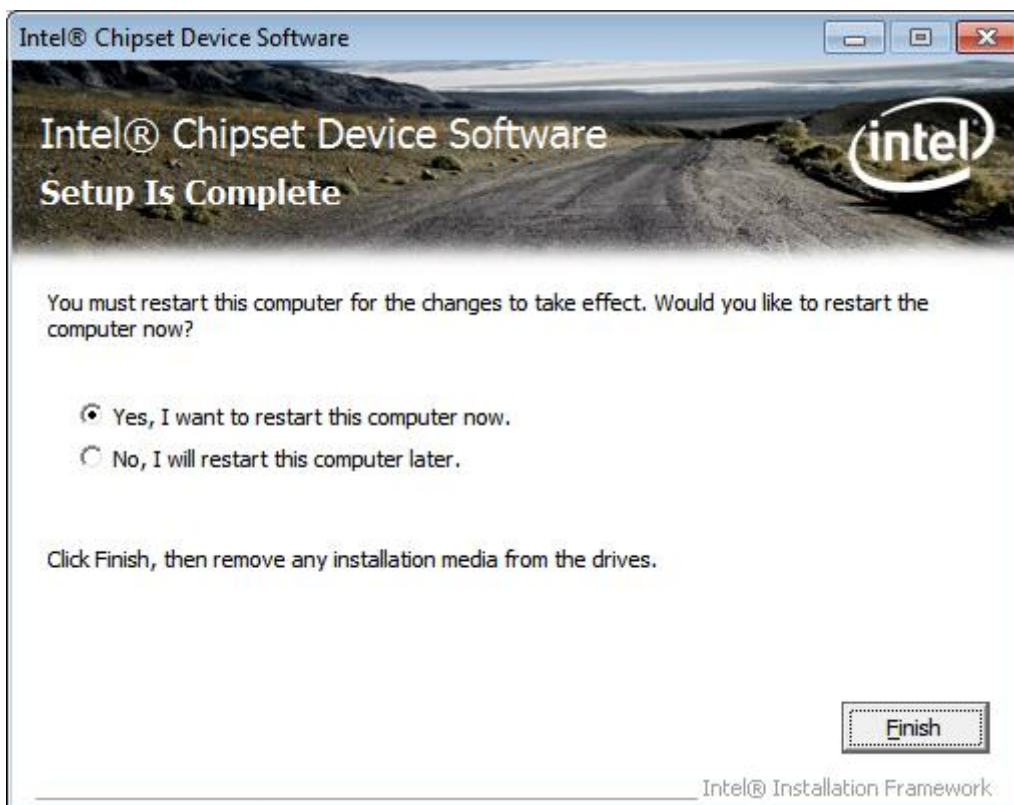 Intel® Chipset Device Software
Intel® Chipset Device Software
intel
Setup Is Complete
You must restart this computer for the changes to take effect. Would you like to restart the
computer now?
Yes, I want to restart this computer now.
No, I will restart this computer later.
Click Finish, then remove any installation media from the drives.
Finish
Intel® Installation Framework